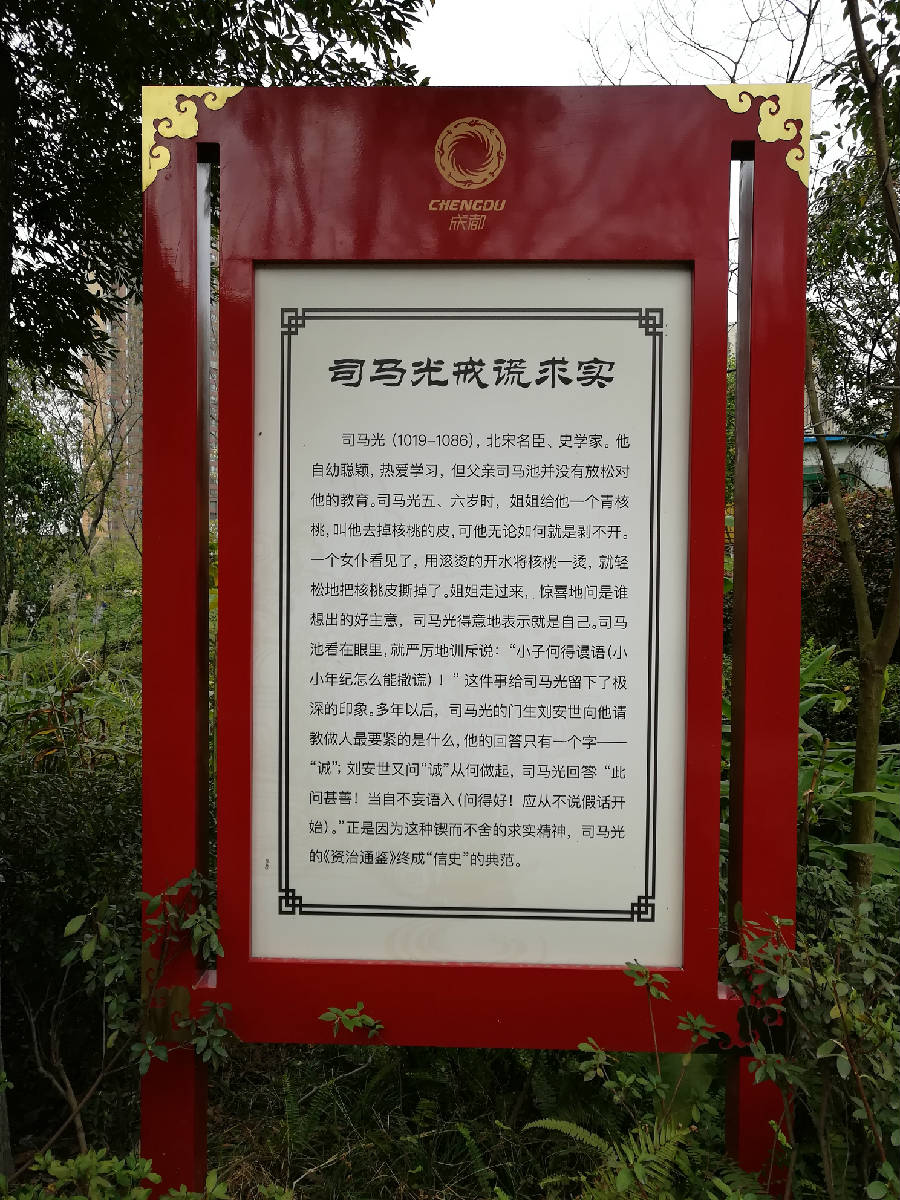 CHENGDU
成都
司马光戒谎求实
司马光(1019-1086),北宋名臣、史学家。他
自幼聪颖,热爱学习,但父亲司马池并没有放松对
他的教育。司马光五、六岁时,姐姐给他一个青核
桃,叫他去掉核桃的皮,可他无论如何就是剥不开。
一个女仆看见了,用滚烫的开水将核桃一烫,就轻
松地把核桃皮撕掉了。姐姐走过来,惊喜地问是谁
想出的好主意,司马光得意地表示就是自己。司马
池看在眼里,就严厉地训斥说:“小子何得谩语(小
小年纪怎么能撒谎)!”这件事给司马光留下了极
深的印象。多年以后,司马光的门生刘安世向他请
教做人最要紧的是什么,他的回答只有一个字——
“诚”;刘安世又问“诚”从何做起,司马光回答“此
问甚善!当自不妄语入(问得好!应从不说假话开
始)。”正是因为这种锲而不舍的求实精神,司马光
的《资治通鉴》终成“信史”的典范。